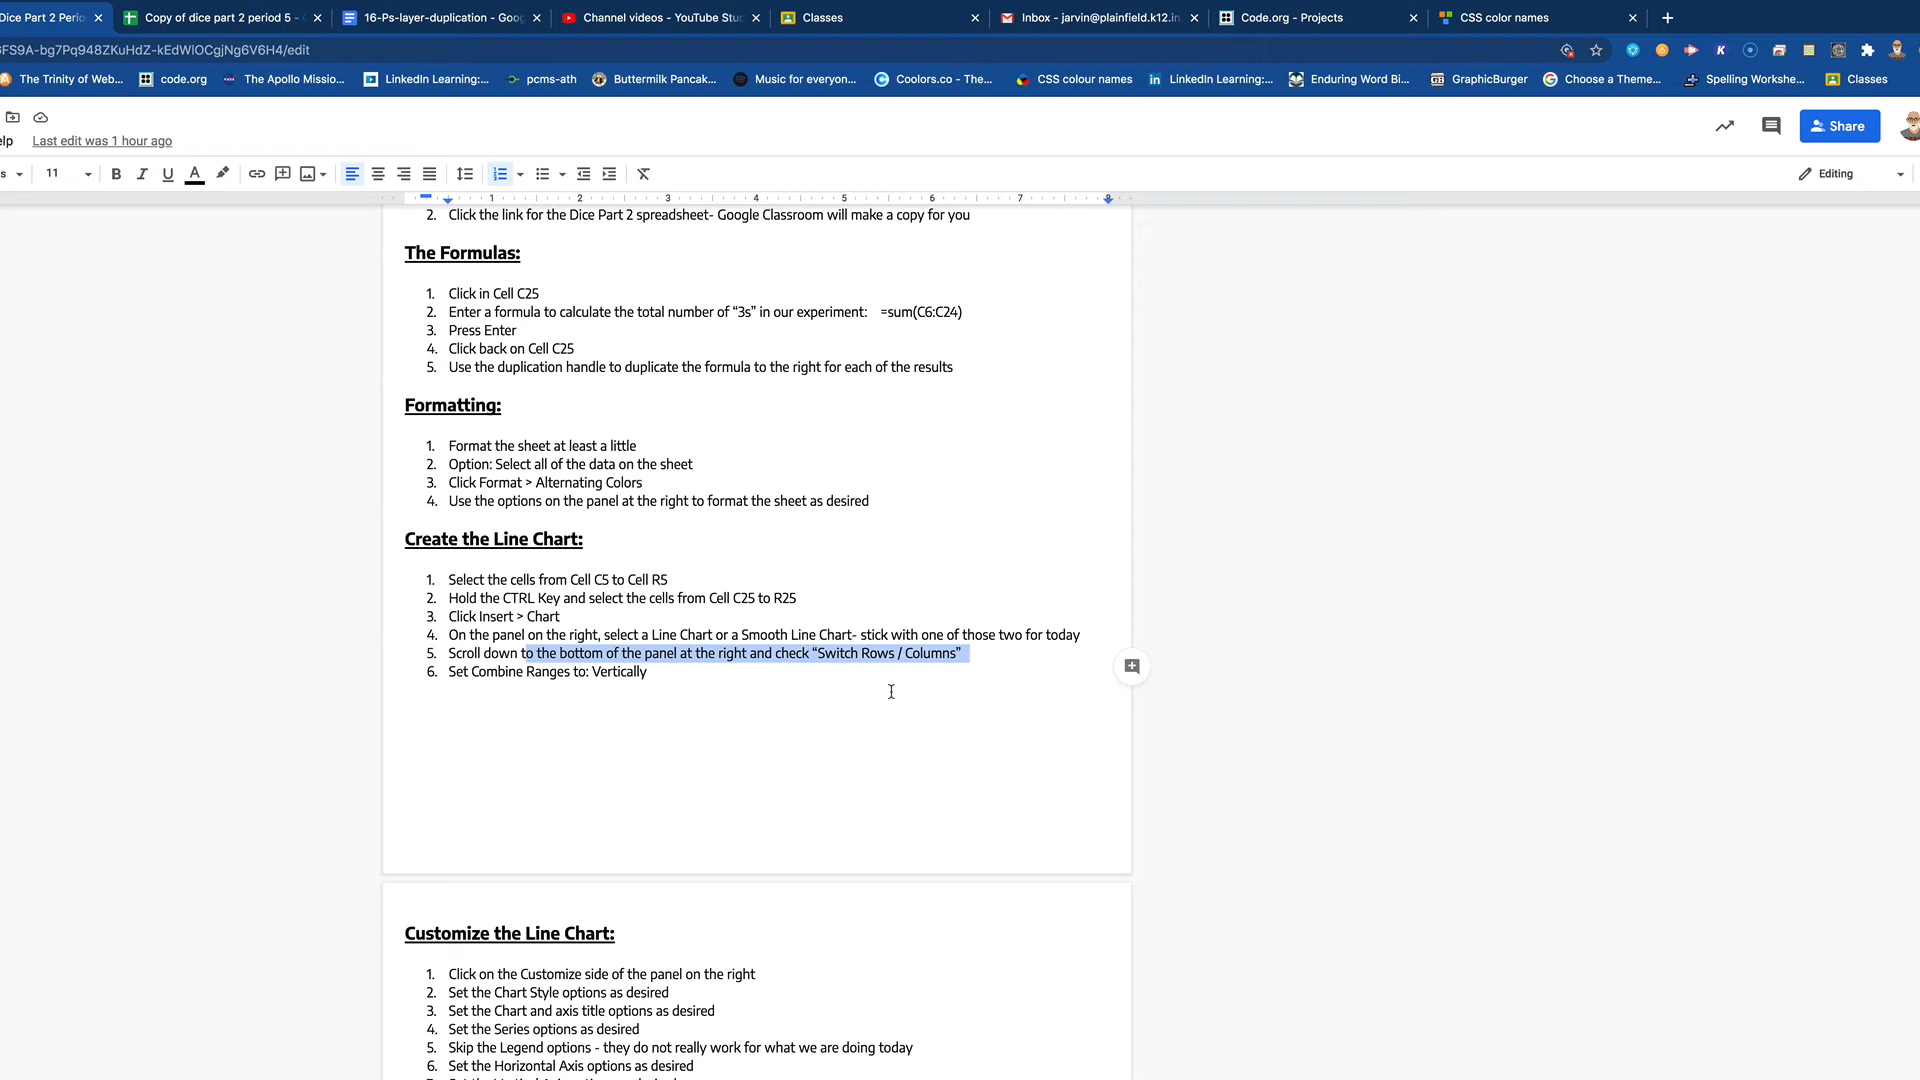 Dice Part 2 Perio
Copy of dice part 2 period 5 -
16-Ps-layer-duplication - Goog
Channel videos - YouTube Stud
Classes
Inbox - jarvin@plainfield.k12.in.
Code.org - Projects
CSS color names
FS9A-bg7Pq948ZKuHdZ-kEdWlOCgjNg6V6H4/edit
The Trinity of Web...
code.org
The Apollo Missio...
LinkedIn Learning:...
pcms-ath
Buttermilk Pancak...
Music for everyon...
Coolors.co - The...
CSS colour names
LinkedIn Learning:...
Enduring Word Bi...
GraphicBurger
Choose a Theme...
Spelling Workshe...
Classes
elp
Last edit was 1 hour ago
Share
s
11
Editing
1 2 3 4 5 6 7 8
2. Click the link for the Dice Part 2 spreadsheet- Google Classroom will make a copy for you
The Formulas:
1. Click in Cell C25
2. Enter a formula to calculate the total number of “3s” in our experiment: =sum(C6:C24)
3. Press Enter
4. Click back on Cell C25
5. Use the duplication handle to duplicate the formula to the right for each of the results
Formatting:
1. Format the sheet at least a little
2. Option: Select all of the data on the sheet
3. Click Format > Alternating Colors
4. Use the options on the panel at the right to format the sheet as desired
Create the Line Chart:
1. Select the cells from Cell C5 to Cell R5
2. Hold the CTRL Key and select the cells from Cell C25 to R25
3. Click Insert > Chart
4. On the panel on the right, select a Line Chart or a Smooth Line Chart- stick with one of those two for today
5. Scroll down to the bottom of the panel at the right and check “Switch Rows / Columns”
6. Set Combine Ranges to: Vertically
Customize the Line Chart:
1. Click on the Customize side of the panel on the right
2. Set the Chart Style options as desired
3. Set the Chart and axis title options as desired
4. Set the Series options as desired
5. Skip the Legend options - they do not really work for what we are doing today
6. Set the Horizontal Axis options as desired